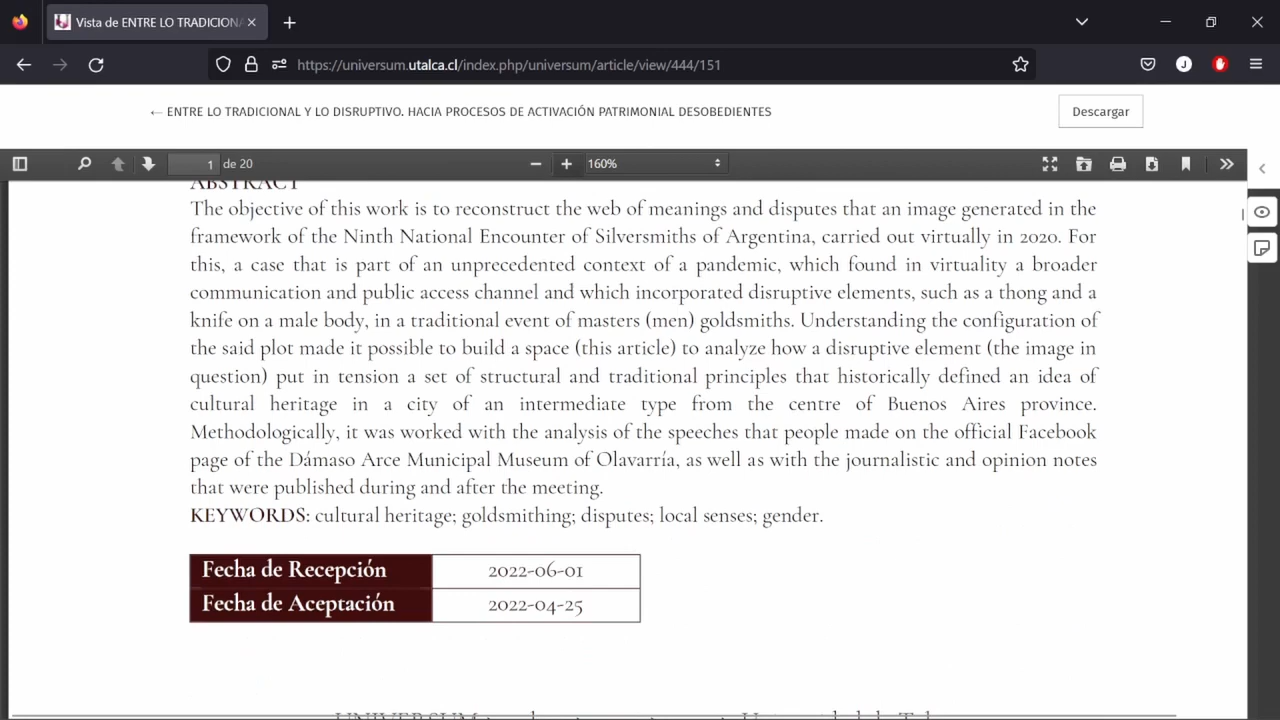 Vista de ENTRE LO TRADICIONA
https://universum.utalca.cl/index.php/universum/article/view/444/151
J
← ENTRE LO TRADICIONAL Y LO DISRUPTIVO. HACIA PROCESOS DE ACTIVACIÓN PATRIMONIAL DESOBEDIENTES
Descargar
1 de 20
160%
ABSTRACT
The objective of this work is to reconstruct the web of meanings and disputes that an image generated in the
framework of the Ninth National Encounter of Silversmiths of Argentina, carried out virtually in 2020. For
this, a case that is part of an unprecedented context of a pandemic, which found in virtuality a broader
communication and public access channel and which incorporated disruptive elements, such as a thong and a
knife on a male body, in a traditional event of masters (men) goldsmiths. Understanding the configuration of
the said plot made it possible to build a space (this article) to analyze how a disruptive element (the image in
question) put in tension a set of structural and traditional principles that historically defined an idea of
cultural heritage in a city of an intermediate type from the centre of Buenos Aires province.
Methodologically, it was worked with the analysis of the speeches that people made on the official Facebook
page of the Dámaso Arce Municipal Museum of Olavarría, as well as with the journalistic and opinion notes
that were published during and after the meeting.
KEYWORDS: cultural heritage; goldsmithing; disputes; local senses; gender.
Fecha de Recepción 2022-06-01
Fecha de Aceptación 2022-04-25
UNIVERSUM